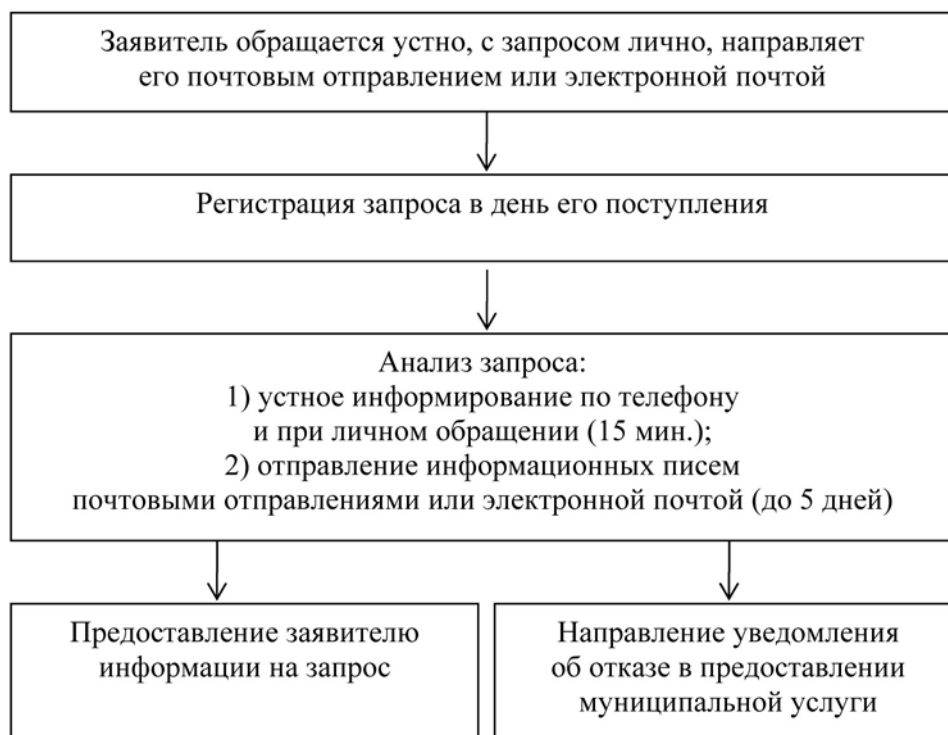 Заявитель обращается устно, с запросом лично, направляет
его почтовым отправлением или электронной почтой
Регистрация запроса в день его поступления
Анализ запроса:
1) устное информирование по телефону
и при личном обращении (15 мин.);
2) отправление информационных писем
почтовыми отправлениями или электронной почтой (до 5 дней)
Предоставление заявителю
информации на запрос
Направление уведомления
об отказе в предоставлении
муниципальной услуги